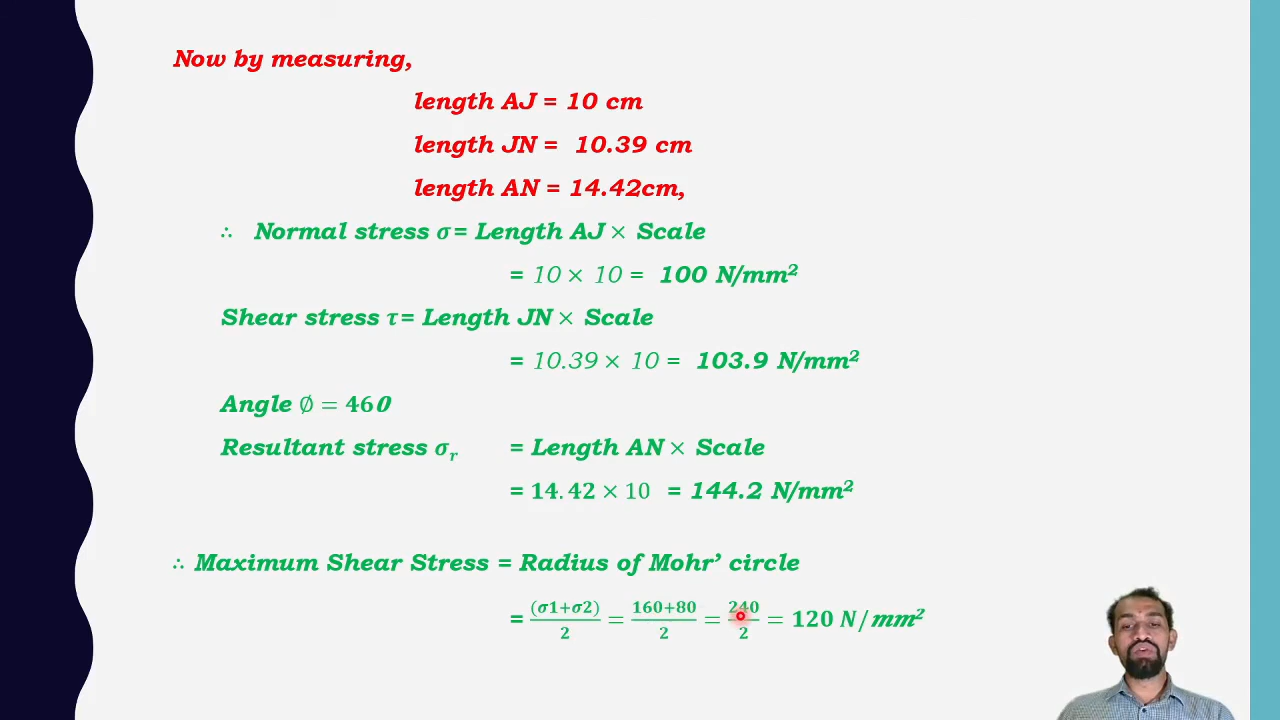 Now by measuring,
length AJ = 10 cm
length JN = 10.39 cm
length AN = 14.42cm,
∴ Normal stress σ= Length AJ × Scale
= 10 × 10 = 100 N/mm²
Shear stress τ= Length JN × Scale
= 10.39 × 10 = 103.9 N/mm²
Angle ∅ = 460
Resultant stress σᵣ = Length AN × Scale
= 14.42 × 10 = 144.2 N/mm²
∴ Maximum Shear Stress = Radius of Mohr’ circle
= (σ1+σ2)/2 = 160+80/2 = 240/2 = 120 N/mm²